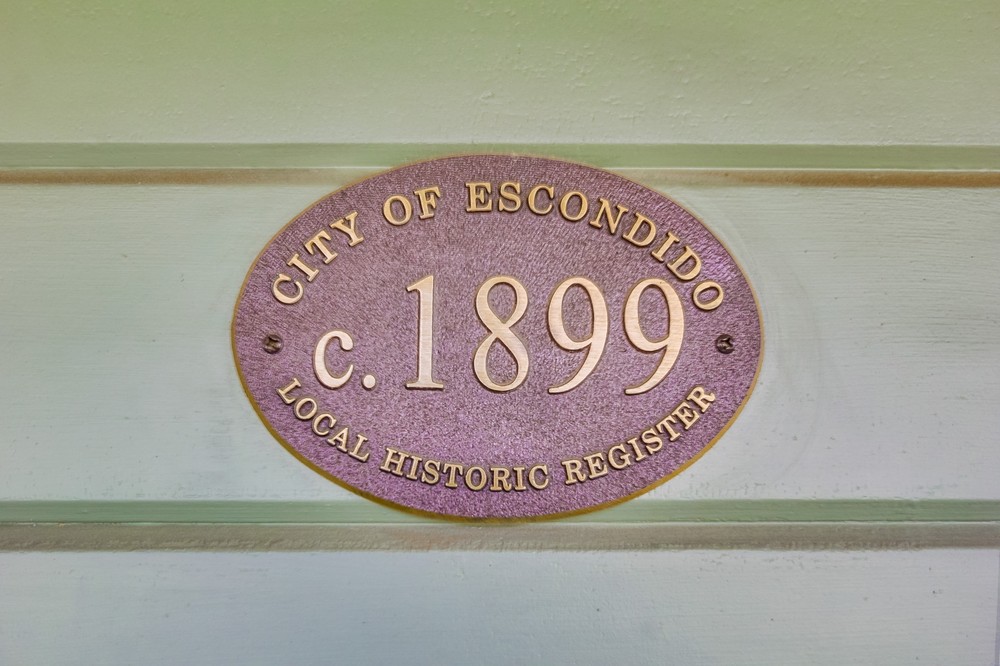 CITY OF ESCONDIDO
c. 1899
LOCAL HISTORIC REGISTER